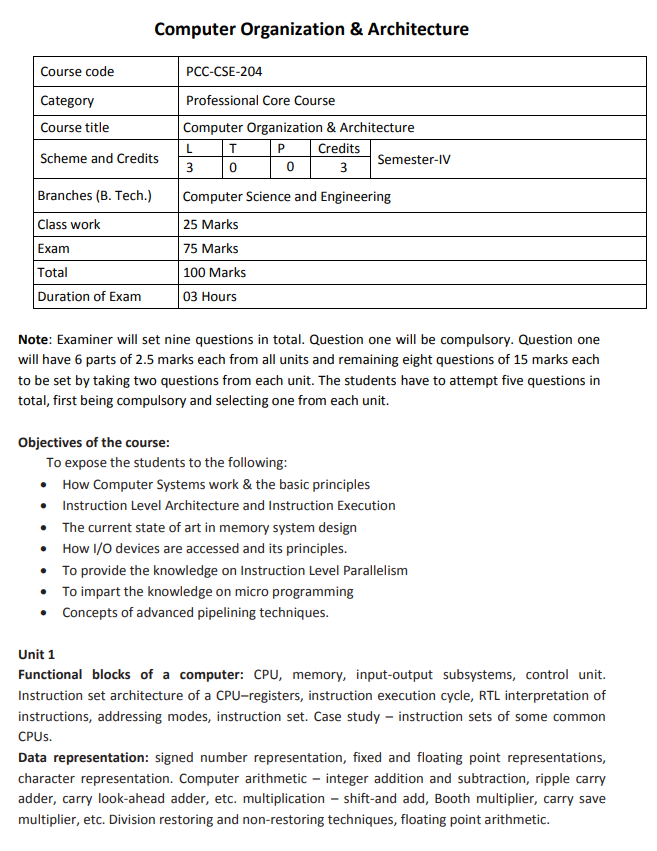 Computer Organization & Architecture
Course code PCC-CSE-204
Category Professional Core Course
Course title Computer Organization & Architecture
Scheme and Credits L T P Credits Semester-IV
3 0 0 3
Branches (B. Tech.) Computer Science and Engineering
Class work 25 Marks
Exam 75 Marks
Total 100 Marks
Duration of Exam 03 Hours
Note: Examiner will set nine questions in total. Question one will be compulsory. Question one
will have 6 parts of 2.5 marks each from all units and remaining eight questions of 15 marks each
to be set by taking two questions from each unit. The students have to attempt five questions in
total, first being compulsory and selecting one from each unit.
Objectives of the course:
To expose the students to the following:
• How Computer Systems work & the basic principles
• Instruction Level Architecture and Instruction Execution
• The current state of art in memory system design
• How I/O devices are accessed and its principles.
• To provide the knowledge on Instruction Level Parallelism
• To impart the knowledge on micro programming
• Concepts of advanced pipelining techniques.
Unit 1
Functional blocks of a computer: CPU, memory, input-output subsystems, control unit.
Instruction set architecture of a CPU–registers, instruction execution cycle, RTL interpretation of
instructions, addressing modes, instruction set. Case study – instruction sets of some common
CPUs.
Data representation: signed number representation, fixed and floating point representations,
character representation. Computer arithmetic – integer addition and subtraction, ripple carry
adder, carry look-ahead adder, etc. multiplication – shift-and add, Booth multiplier, carry save
multiplier, etc. Division restoring and non-restoring techniques, floating point arithmetic.